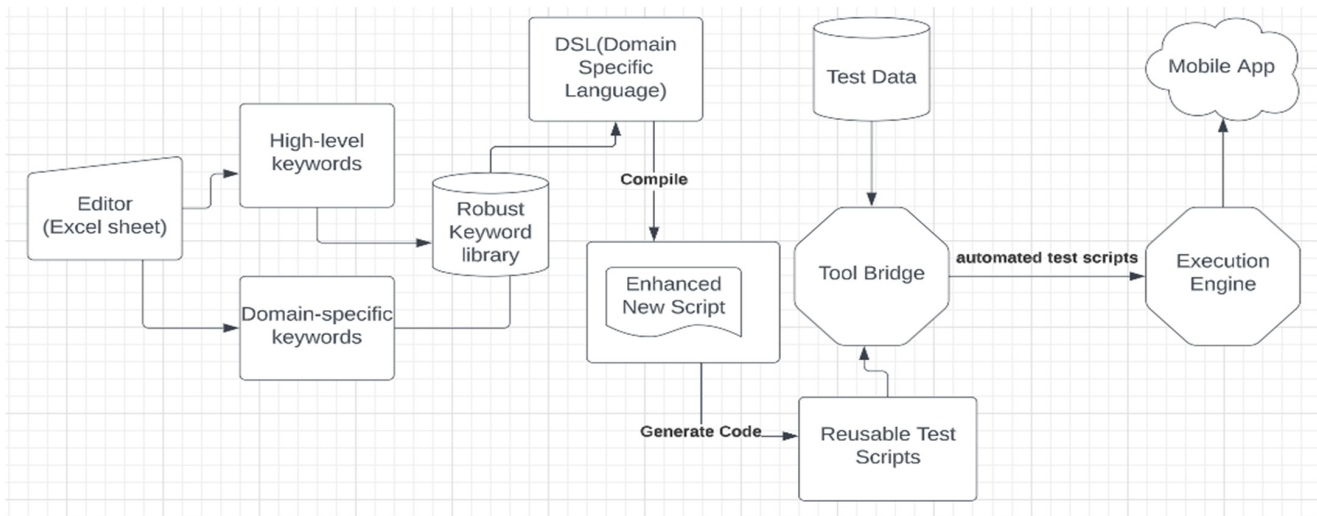 Editor
(Excel sheet)
High-level
keywords
Domain-specific
keywords
Robust
Keyword
library
DSL(Domain
Specific
Language)
Compile
Enhanced
New Script
Generate Code
Reusable Test
Scripts
Test Data
Tool Bridge
automated test scripts
Execution
Engine
Mobile App